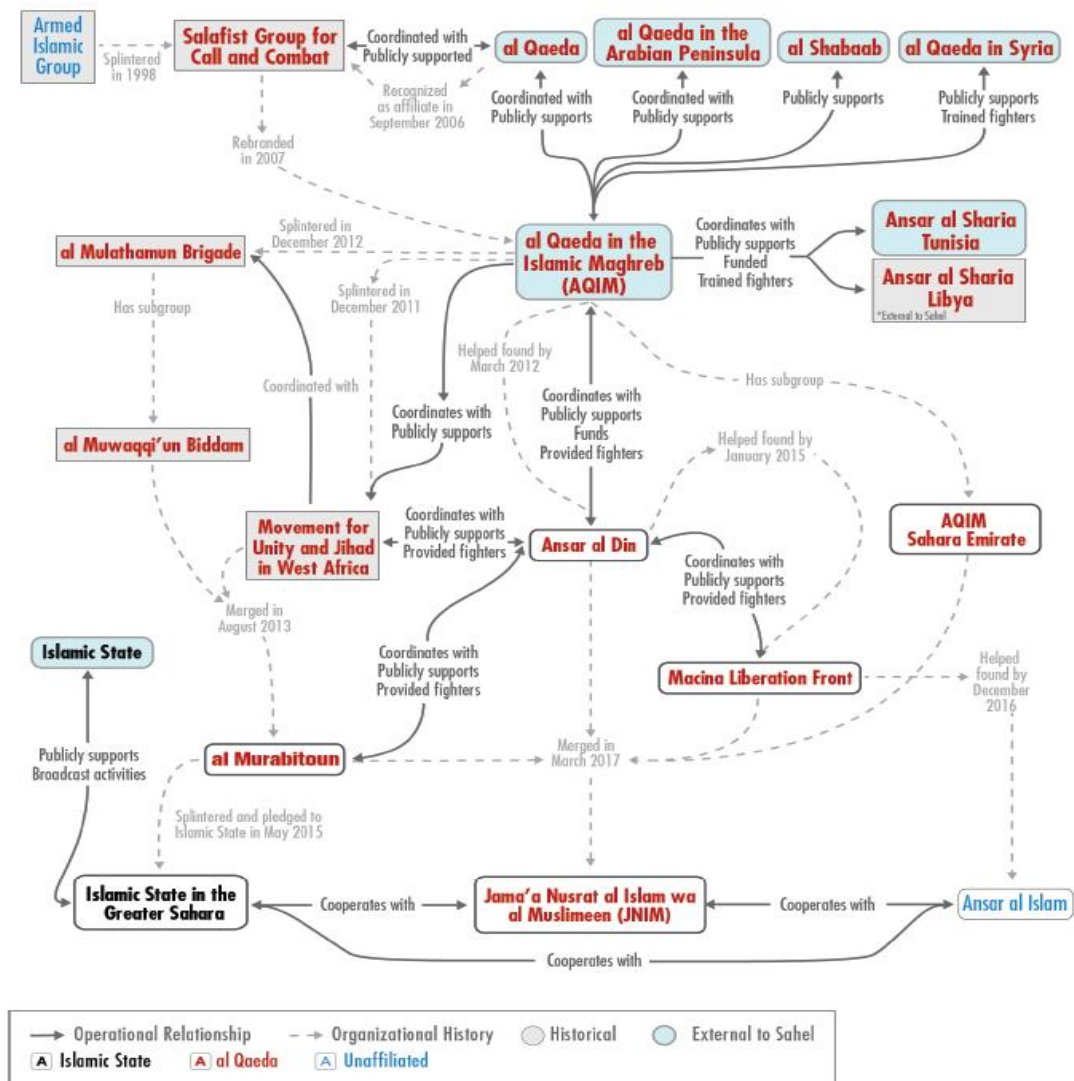 Armed
Islamic
Group
Splintered
in 1998
Salafist Group for
Call and Combat
Coordinated with
Publicly supported
Recognized
as affiliate in
September 2006
al Qaeda
al Qaeda in the
Arabian Peninsula
al Shabaab
al Qaeda in Syria
Coordinated with
Publicly supports
Coordinated with
Publicly supports
Publicly supports
Publicly supports
Trained fighters
Rebranded
in 2007
Splintered in
December 2012
al Mulathamun Brigade
Splintered in
December 2011
al Qaeda in the
Islamic Maghreb
(AQIM)
Coordinates with
Publicly supports
Funded
Trained fighters
Ansar al Sharia
Tunisia
Ansar al Sharia
Libya
*External to Sahel
Has subgroup
Coordinated with
Helped found by
March 2012
Has subgroup
Coordinates with
Publicly supports
Coordinates with
Publicly supports
Funds
Provided fighters
Helped found by
January 2015
al Muwaqqi'un Biddam
Movement for
Unity and Jihad
in West Africa
Coordinates with
Publicly supports
Provided fighters
Ansar al Din
AQIM
Sahara Emirate
Coordinates with
Publicly supports
Provided fighters
Merged in
August 2013
Islamic State
Coordinates with
Publicly supports
Provided fighters
Macina Liberation Front
Helped
found by
December
2016
Publicly supports
Broadcast activities
al Murabitoun
Merged in
March 2017
Splintered and pledged to
Islamic State in May 2015
Islamic State in the
Greater Sahara
Cooperates with
Jama'a Nusrat al Islam wa
al Muslimeen (JNIM)
Cooperates with
Ansar al Islam
Cooperates with
Operational Relationship
Organizational History
Historical
External to Sahel
A Islamic State
A al Qaeda
A Unaffiliated